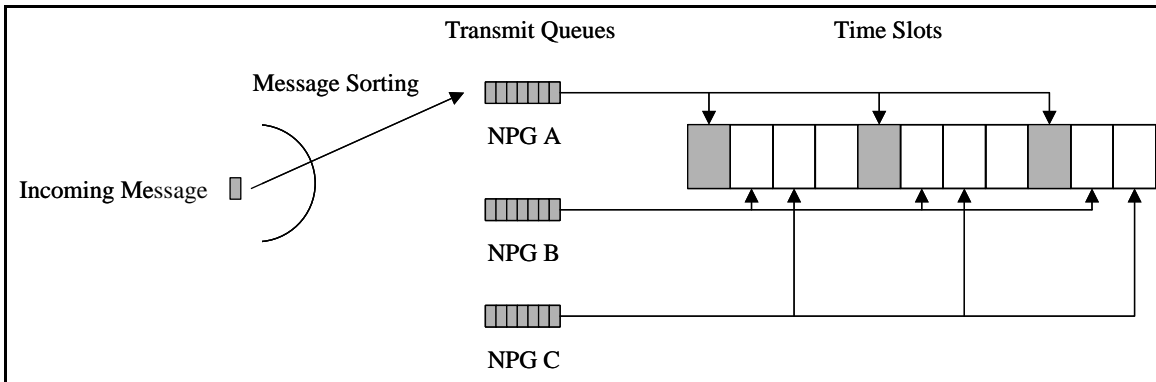 Transmit Queues
Time Slots
Message Sorting
NPG A
Incoming Message
NPG B
NPG C